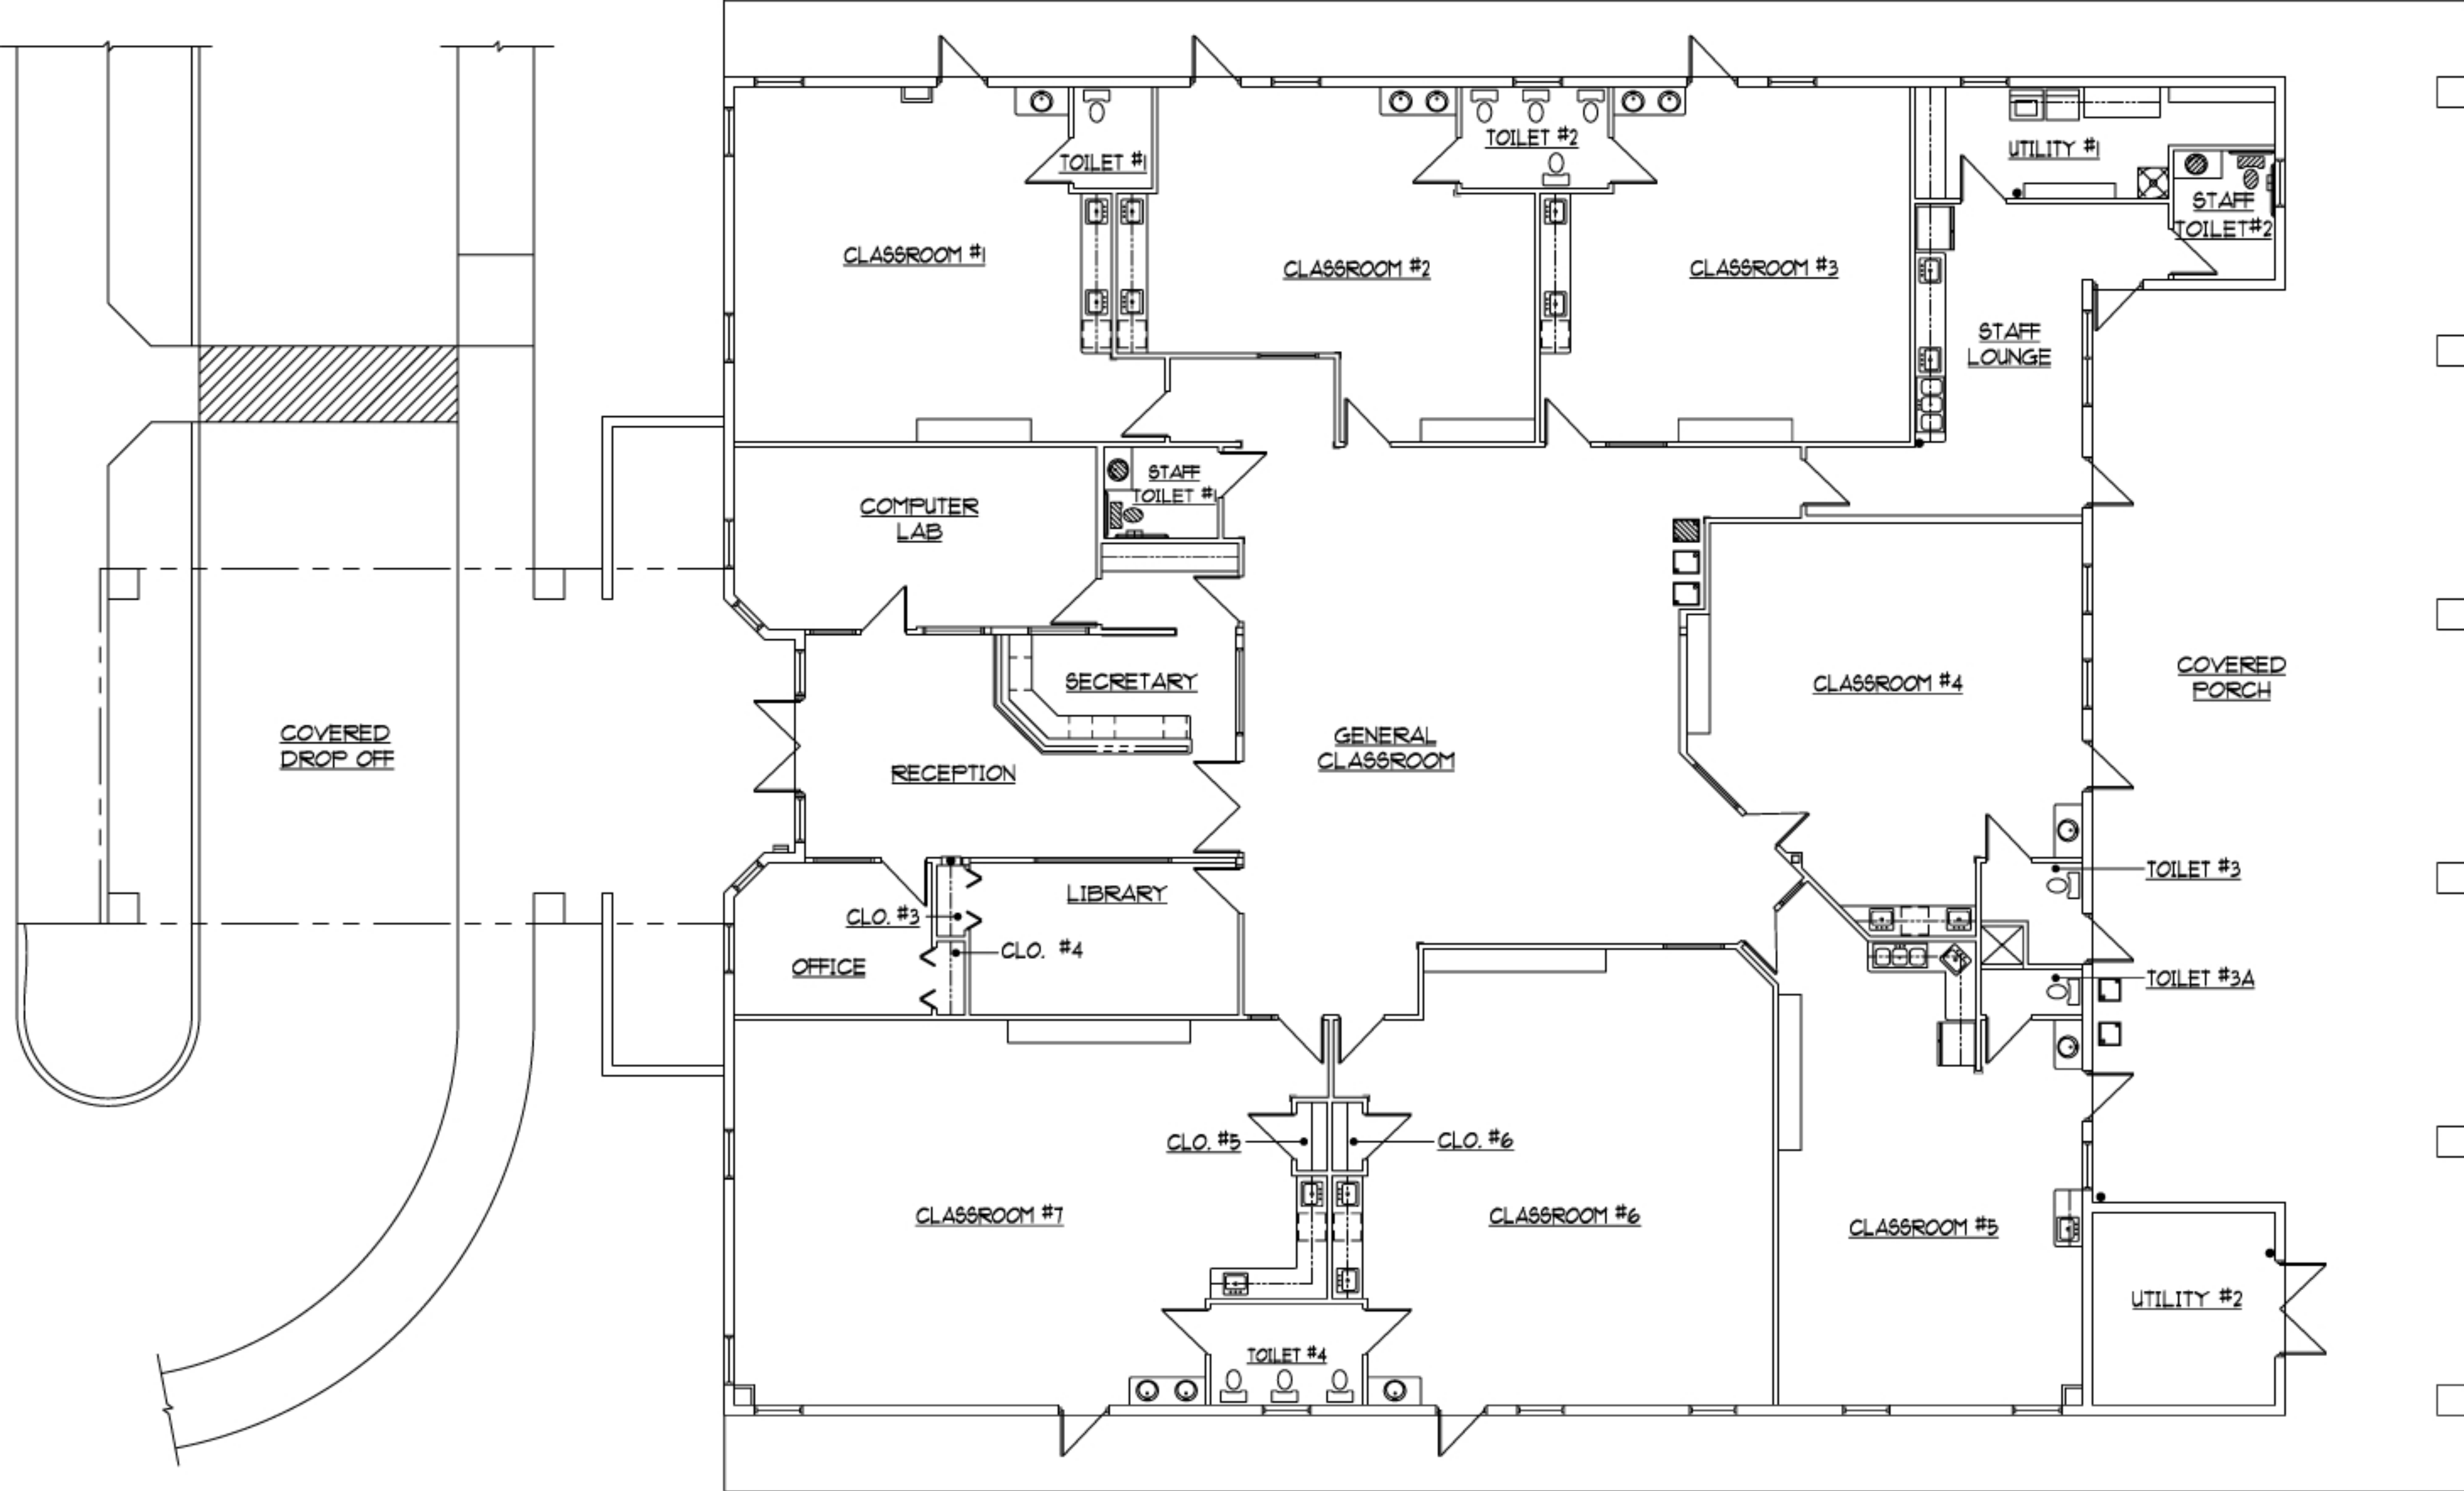 TOILET #1
TOILET #2
UTILITY #1
STAFF
TOILET#2
CLASSROOM #1
CLASSROOM #2
CLASSROOM #3
STAFF
LOUNGE
STAFF
TOILET #1
COMPUTER
LAB
SECRETARY
CLASSROOM #4
COVERED
PORCH
COVERED
DROP OFF
GENERAL
CLASSROOM
RECEPTION
TOILET #3
LIBRARY
CLO. #3
CLO. #4
OFFICE
TOILET #3A
CLO. #5
CLO. #6
CLASSROOM #7
CLASSROOM #6
CLASSROOM #5
UTILITY #2
TOILET #4